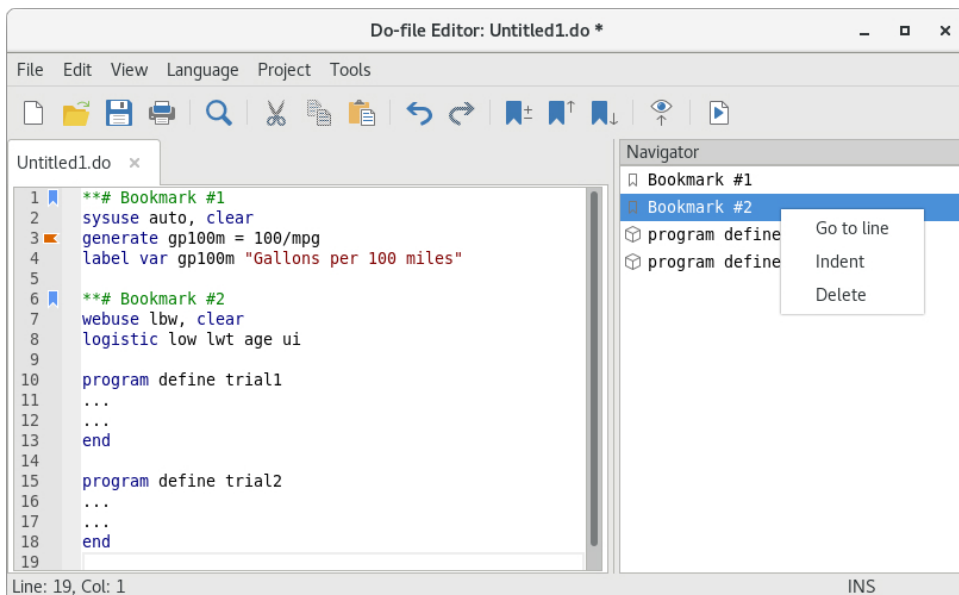 Do-file Editor: Untitled1.do *
File Edit View Language Project Tools
Untitled1.do
1 **# Bookmark #1
2 sysuse auto, clear
3 generate gp100m = 100/mpg
4 label var gp100m "Gallons per 100 miles"
5
6 **# Bookmark #2
7 webuse lbw, clear
8 logistic low lwt age ui
9
10 program define trial1
11 ...
12 ...
13 end
14
15 program define trial2
16 ...
17 ...
18 end
19
Navigator
Bookmark #1
Bookmark #2
program define
program define
Go to line
Indent
Delete
Line: 19, Col: 1
INS